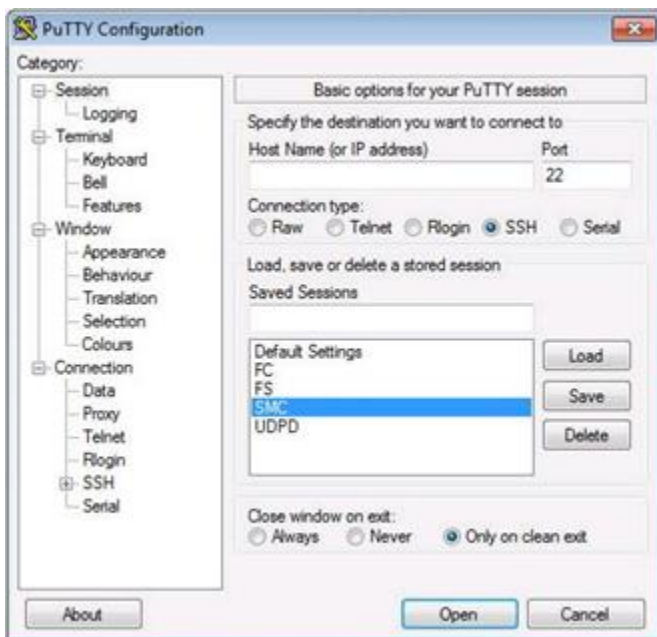 PuTTY Configuration
Category:
Session
Logging
Terminal
Keyboard
Bell
Features
Window
Appearance
Behaviour
Translation
Selection
Colours
Connection
Data
Proxy
Telnet
Rlogin
SSH
Serial
Basic options for your PuTTY session
Specify the destination you want to connect to
Host Name (or IP address) Port
22
Connection type:
Raw Telnet Rlogin SSH Serial
Load, save or delete a stored session
Saved Sessions
Default Settings
FC
FS
SMC
UDPD
Load
Save
Delete
Close window on exit:
Always Never Only on clean exit
About Open Cancel